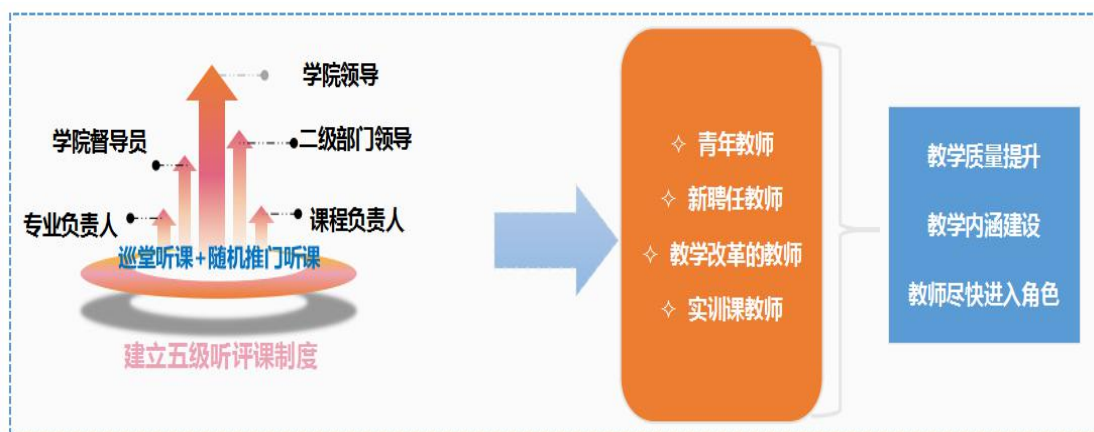 学院领导
学院督导员
二级部门领导
专业负责人
课程负责人
巡堂听课+随机推门听课
建立五级听评课制度
青年教师
新聘任教师
教学改革的教师
实训课教师
教学质量提升
教学内涵建设
教师尽快进入角色